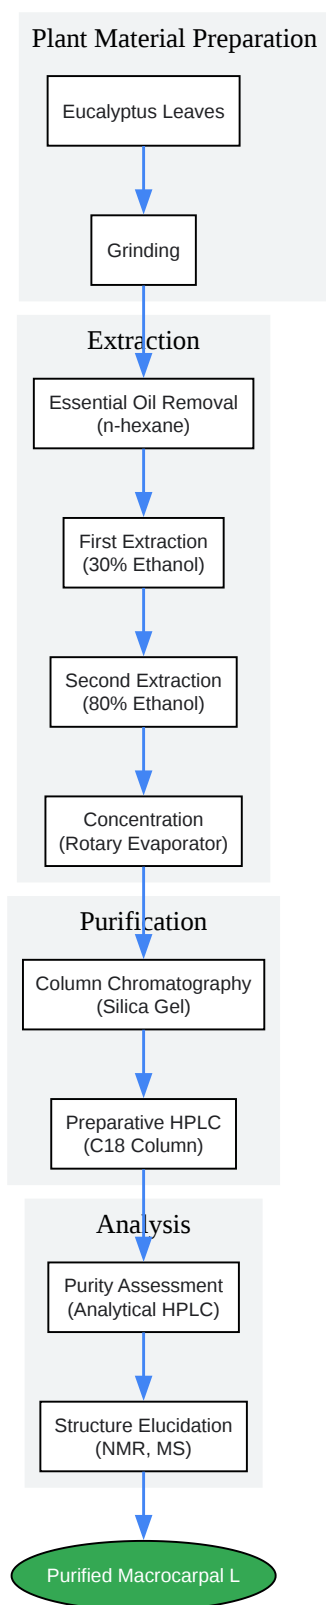 Plant Material Preparation
Eucalyptus Leaves
Grinding
Extraction
Essential Oil Removal
(n-hexane)
First Extraction
(30% Ethanol)
Second Extraction
(80% Ethanol)
Concentration
(Rotary Evaporator)
Purification
Column Chromatography
(Silica Gel)
Preparative HPLC
(C18 Column)
Analysis
Purity Assessment
(Analytical HPLC)
Structure Elucidation
(NMR, MS)
Purified Macrocarpal L